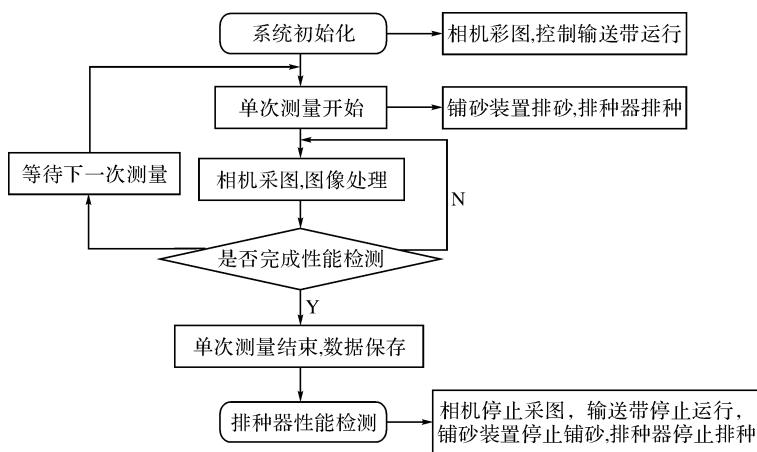 系统初始化
相机彩图,控制输送带运行
单次测量开始
铺砂装置排砂,排种器排种
等待下一次测量
相机采图,图像处理
N
是否完成性能检测
Y
单次测量结束,数据保存
排种器性能检测
相机停止采图，输送带停止运行，
铺砂装置停止铺砂,排种器停止排种